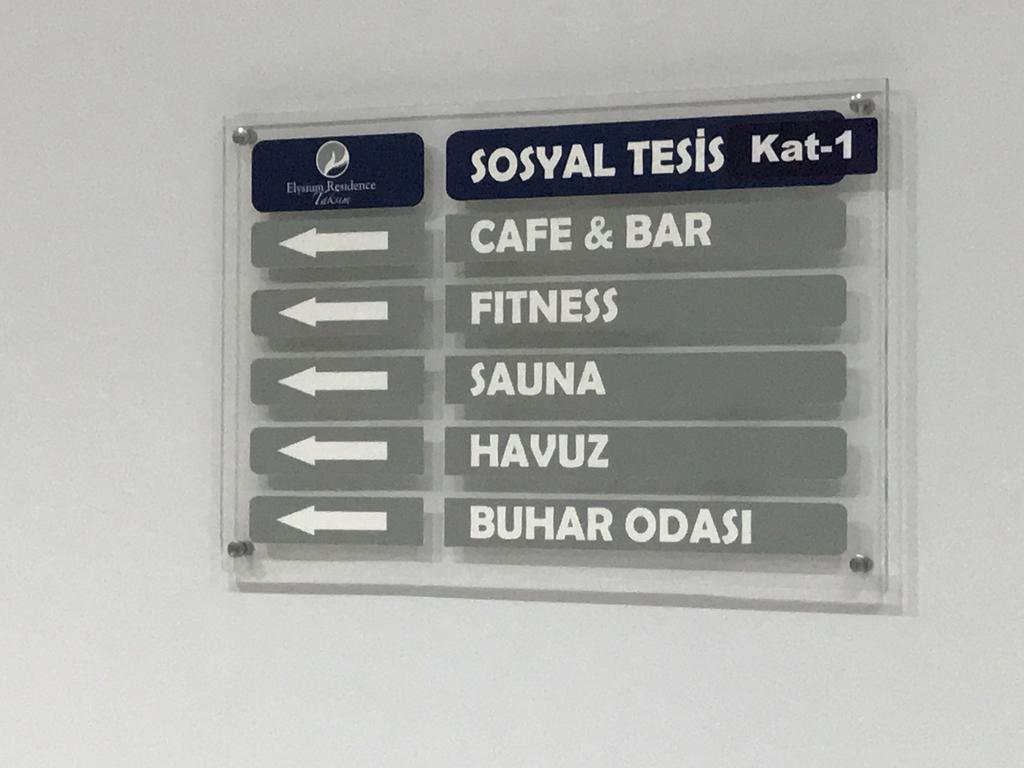 Elysium Residence
Taksim
SOSYAL TESİS Kat-1
CAFE & BAR
FITNESS
SAUNA
HAVUZ
BUHAR ODASI